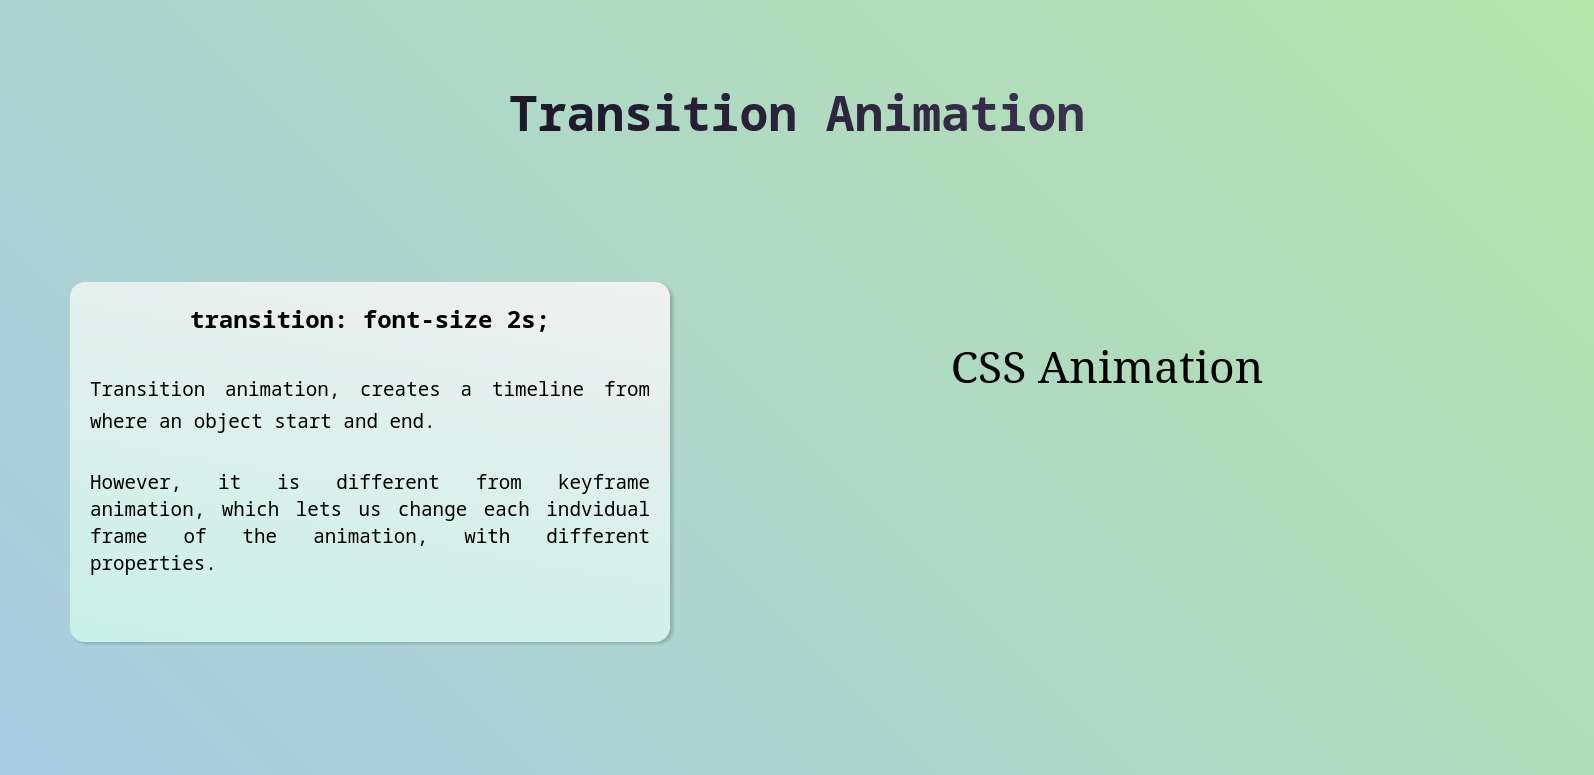 Transition Animation
transition: font-size 2s;
Transition animation, creates a timeline from
where an object start and end.
However, it is different from keyframe
animation, which lets us change each indvidual
frame of the animation, with different
properties.
CSS Animation